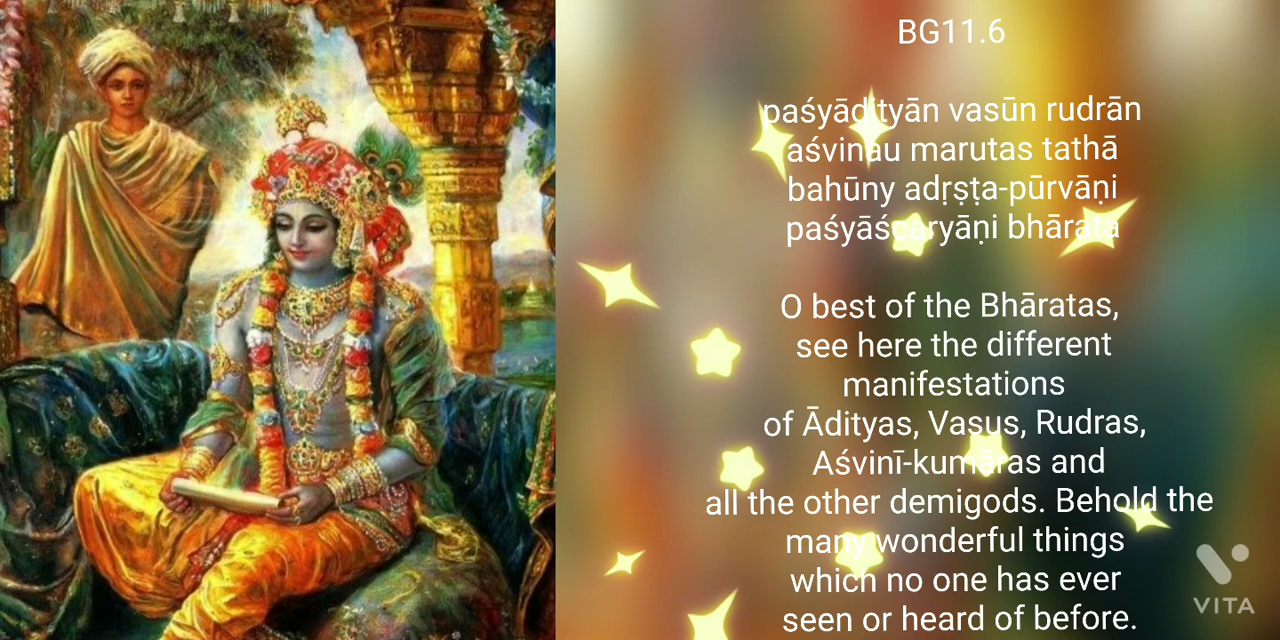 BG11.6
paśyādityān vasūn rudrān
aśvinau marutas tathā
bahūny adṛṣṭa-pūrvāṇi
paśyāścaryāṇi bhārata
O best of the Bhāratas,
see here the different
manifestations
of Ādityas, Vasus, Rudras,
Aśvinī-kumāras and
all the other demigods. Behold the
many wonderful things
which no one has ever
seen or heard of before.
VITA